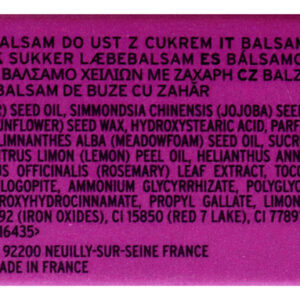 BALSAM DO UST Z CUKREM IT BALSAM
SUKKER LÆBEBALSAM ES BÁLSAMO
ΒΑΛΣΑΜΟ ΧΕΙΛΙΩΝ ΜΕ ΖΑΧΑΡΗ CZ BALZ
BALSAM DE BUZE CU ZAHĂR
SEED OIL, SIMMONDSIA CHINENSIS (JOJOBA) SEED
UNFLOWER) SEED WAX, HYDROXYSTEARIC ACID, PARF
LIMNANTHES ALBA (MEADOWFOAM) SEED OIL, SUCR
TRUS LIMON (LEMON) PEEL OIL, HELIANTHUS ANN
US OFFICINALIS (ROSEMARY) LEAF EXTRACT, TOCO
LOGOPITE, AMMONIUM GLYCYRRHIZATE, POLYGLYC
ROXYHYDROCINNAMATE, PROPYL GALLATE, LIMON
92 (IRON OXIDES), CI 15850 (RED 7 LAKE), CI 7789
16435>
92200 NEUILLY-SUR-SEINE FRANCE
ADE IN FRANCE